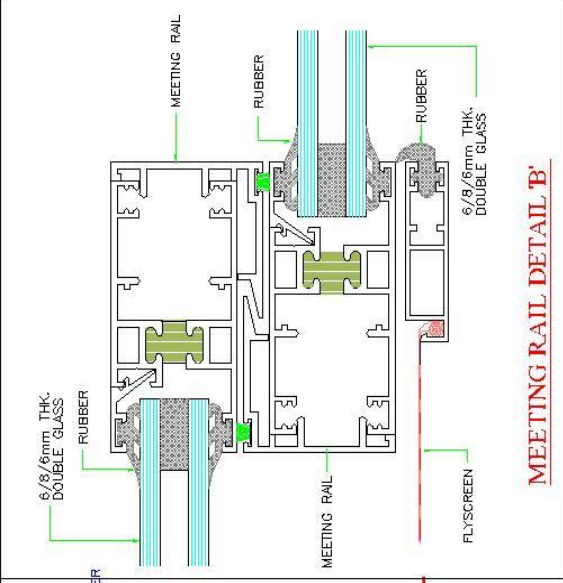 MEETING RAIL
RUBBER
RUBBER
6/8/6mm THK.
DOUBLE GLASS
6/8/6mm THK.
DOUBLE GLASS
RUBBER
MEETING RAIL
FLYSCREEN
MEETING RAIL DETAIL 'B'
ER